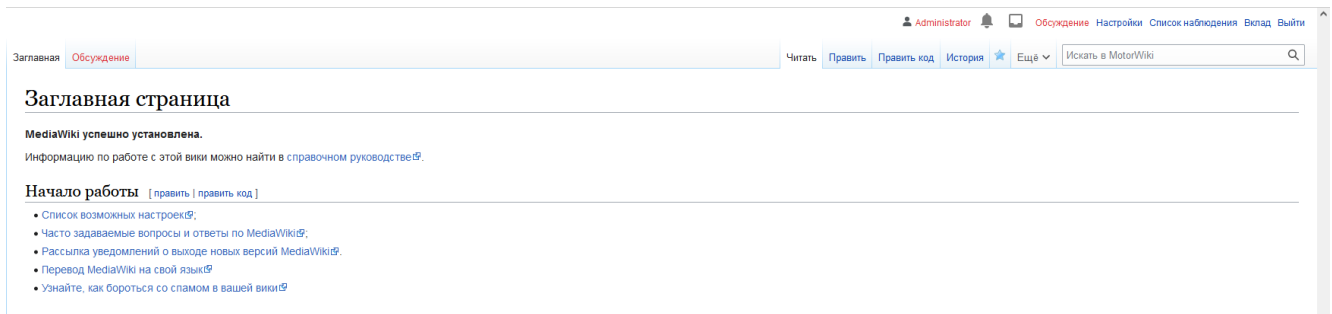 Administrator Обсуждение Настройки Список наблюдения Вклад Выйти
Заглавная Обсуждение Читать Править Править код История Ещё Искать в MotorWiki
Заглавная страница
MediaWiki успешно установлена.
Информацию по работе с этой вики можно найти в справочном руководстве.
Начало работы [ править | править код ]
• Список возможных настроек;
• Часто задаваемые вопросы и ответы по MediaWiki;
• Рассылка уведомлений о выходе новых версий MediaWiki.
• Перевод MediaWiki на свой язык
• Узнайте, как бороться со спамом в вашей вики